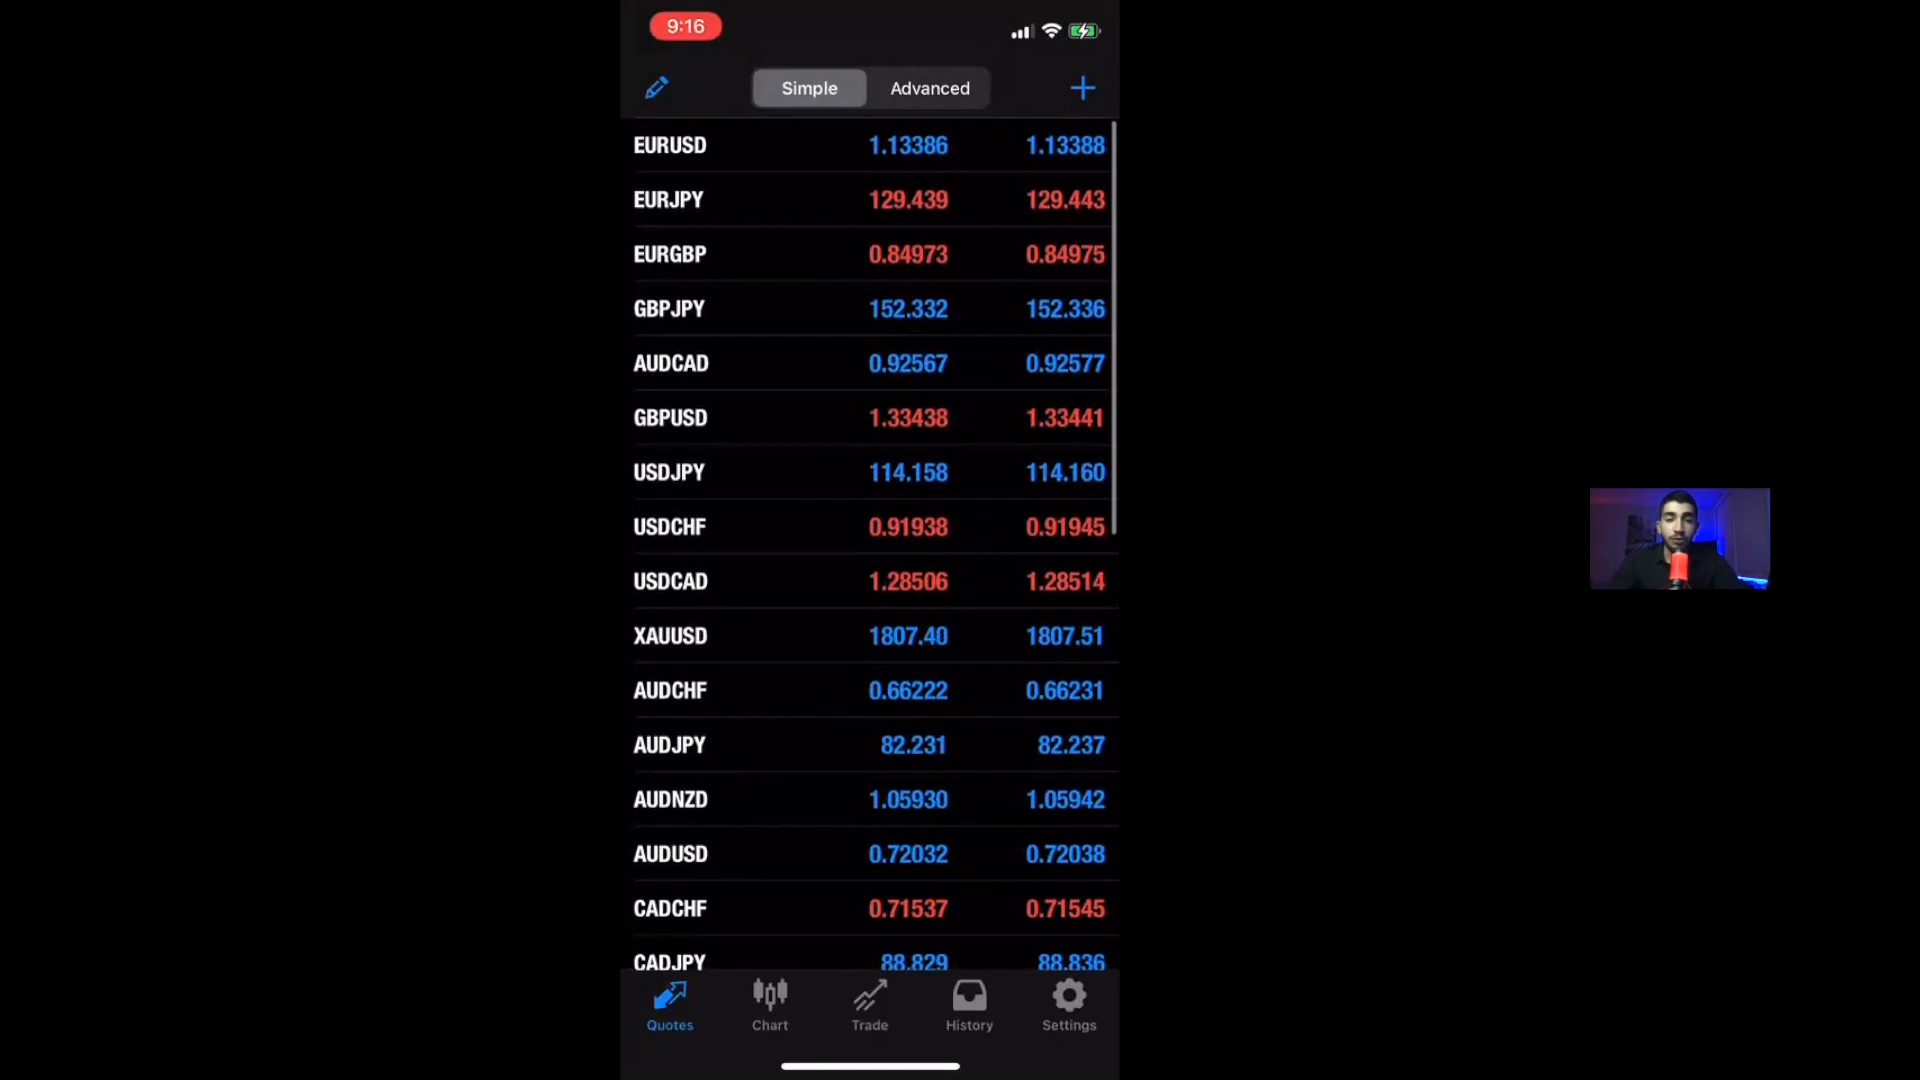 9:16
Simple Advanced
EURUSD 1.13386 1.13388
EURJPY 129.439 129.443
EURGBP 0.84973 0.84975
GBPJPY 152.332 152.336
AUDCAD 0.92567 0.92577
GBPUSD 1.33438 1.33441
USDJPY 114.158 114.160
USDCHF 0.91938 0.91945
USDCAD 1.28506 1.28514
XAUUSD 1807.40 1807.51
AUDCHF 0.66222 0.66231
AUDJPY 82.231 82.237
AUDNZD 1.05930 1.05942
AUDUSD 0.72032 0.72038
CADCHF 0.71537 0.71545
CADJPY 88.829 88.836
Quotes Chart Trade History Settings